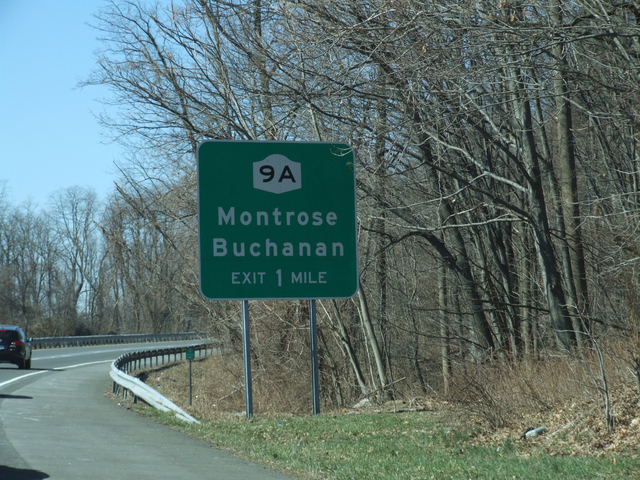 9A
Montrose
Buchanan
EXIT 1 MILE